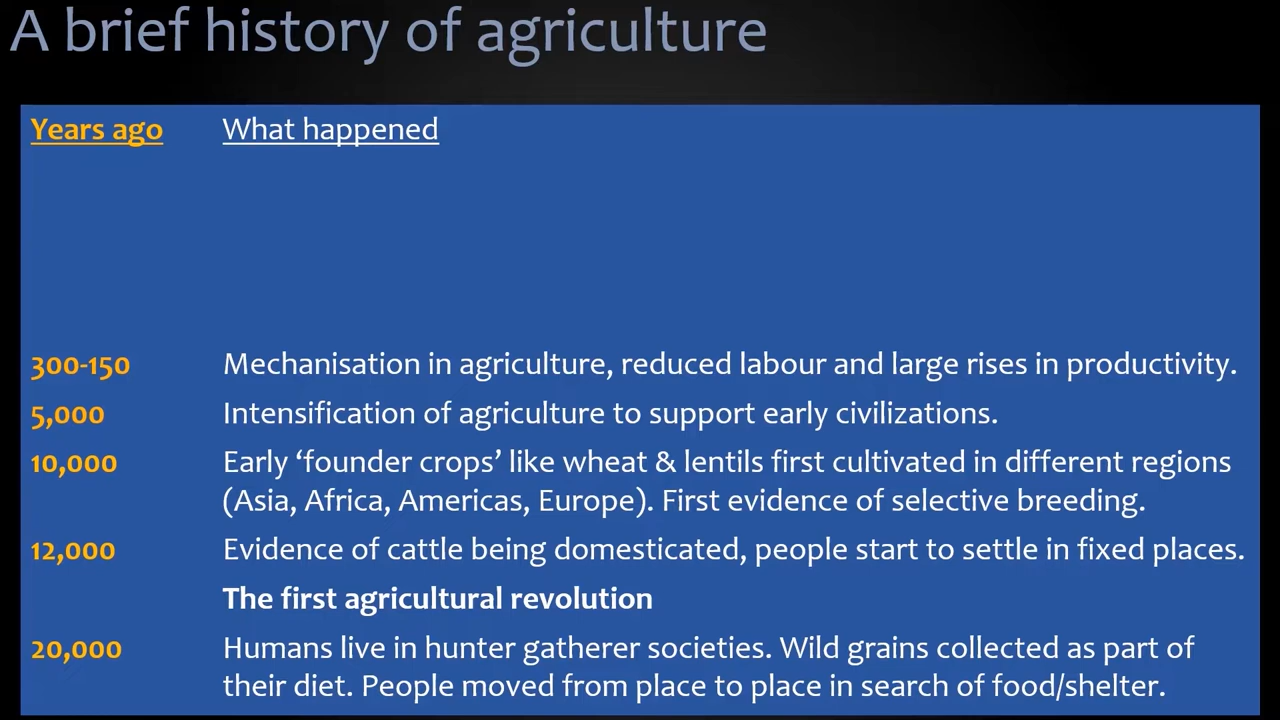 A brief history of agriculture
Years ago What happened
300-150 Mechanisation in agriculture, reduced labour and large rises in productivity.
5,000 Intensification of agriculture to support early civilizations.
10,000 Early ‘founder crops’ like wheat & lentils first cultivated in different regions
(Asia, Africa, Americas, Europe). First evidence of selective breeding.
12,000 Evidence of cattle being domesticated, people start to settle in fixed places.
The first agricultural revolution
20,000 Humans live in hunter gatherer societies. Wild grains collected as part of
their diet. People moved from place to place in search of food/shelter.